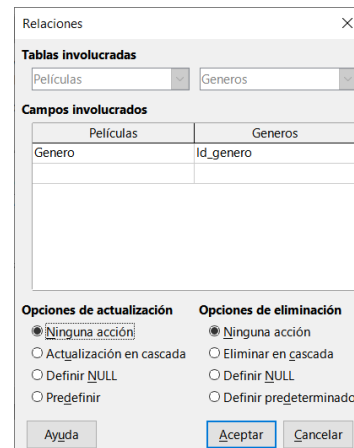 Relaciones
Tablas involucradas
Películas Generos
Campos involucrados
Películas Generos
Genero Id_genero
Opciones de actualización Opciones de eliminación
Ninguna acción Ninguna acción
Actualización en cascada Eliminar en cascada
Definir NULL Definir NULL
Predefinir Definir predeterminado
Ayuda Aceptar Cancelar